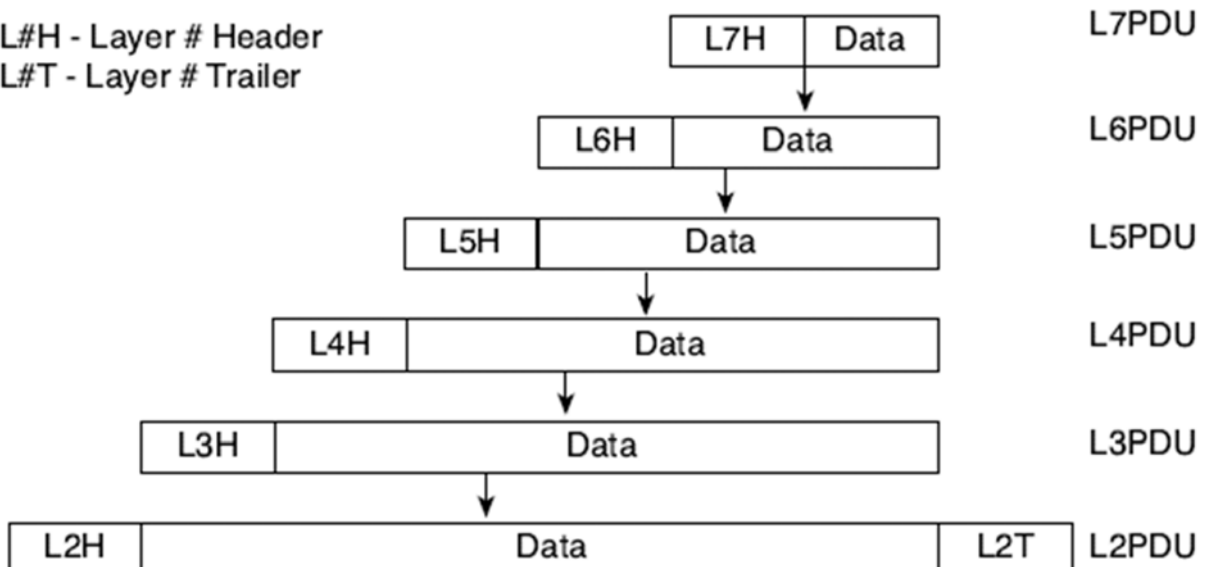 L#H - Layer # Header
L#T - Layer # Trailer
L7H Data L7PDU
L6H Data L6PDU
L5H Data L5PDU
L4H Data L4PDU
L3H Data L3PDU
L2H Data L2T L2PDU